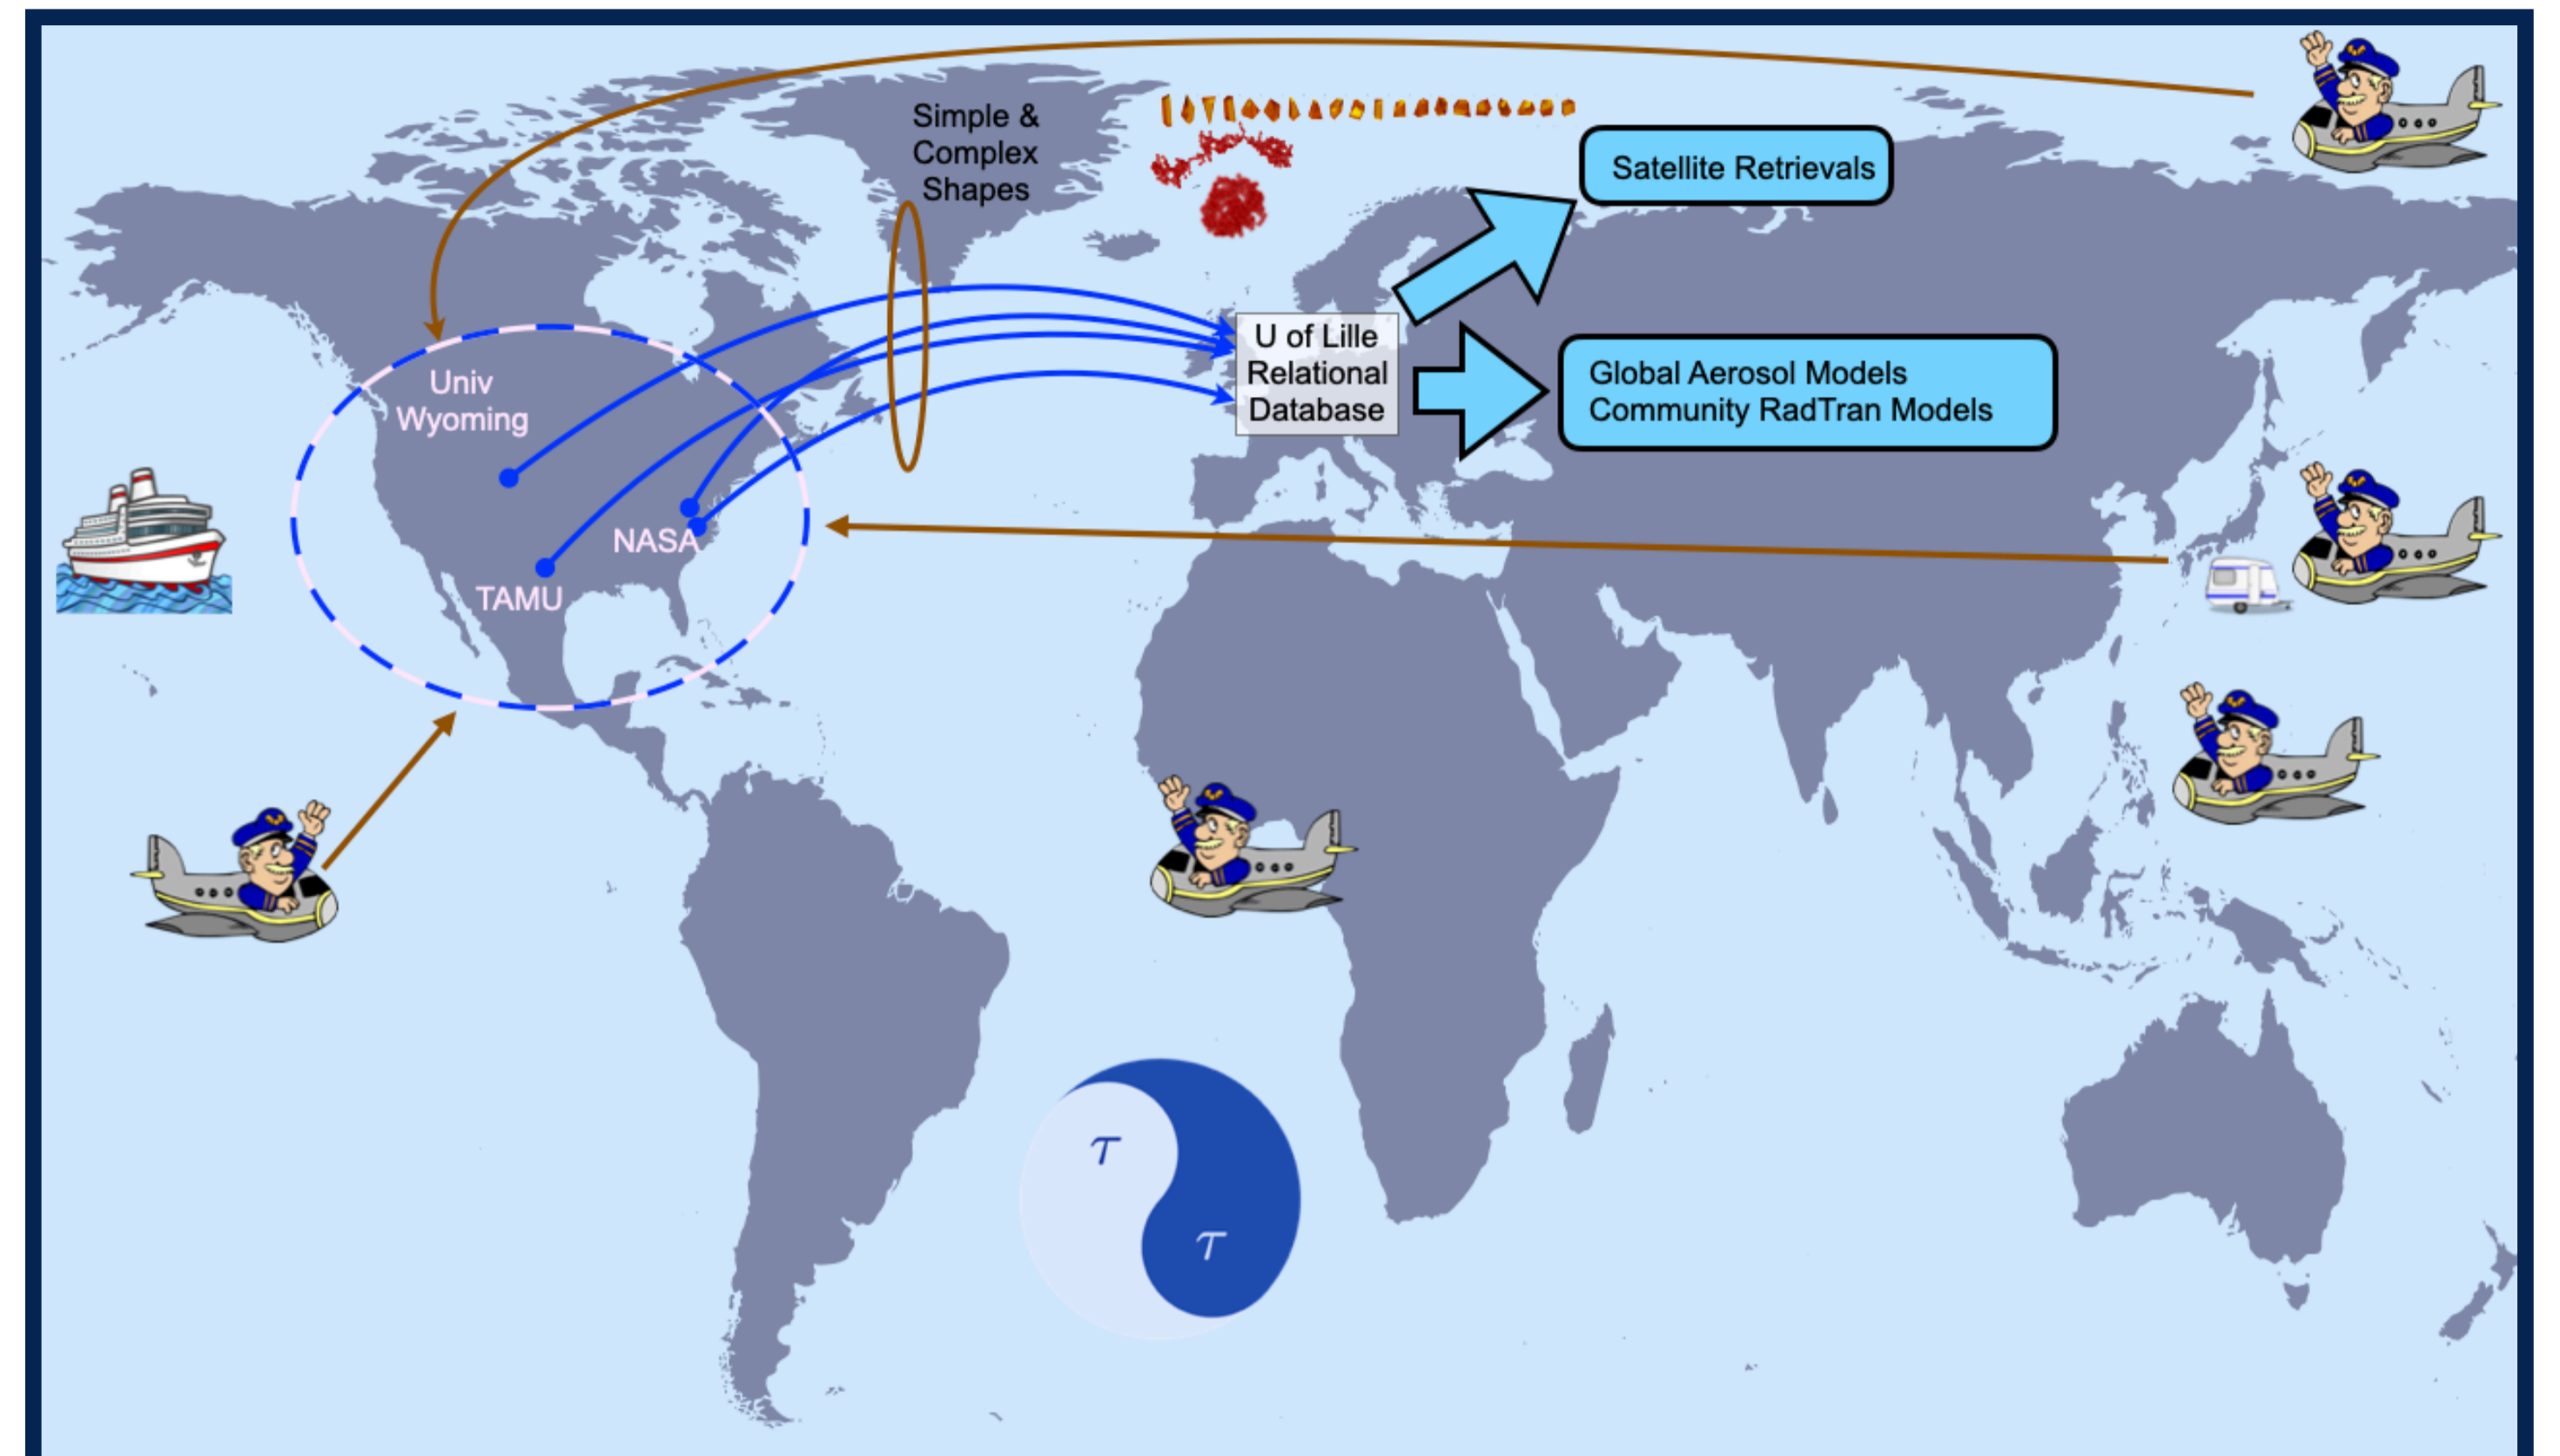 Simple &
Complex
Shapes
Satellite Retrievals
U of Lille
Relational
Database
Global Aerosol Models
Community RadTran Models
Univ
Wyoming
NASA
TAMU
τ
τ